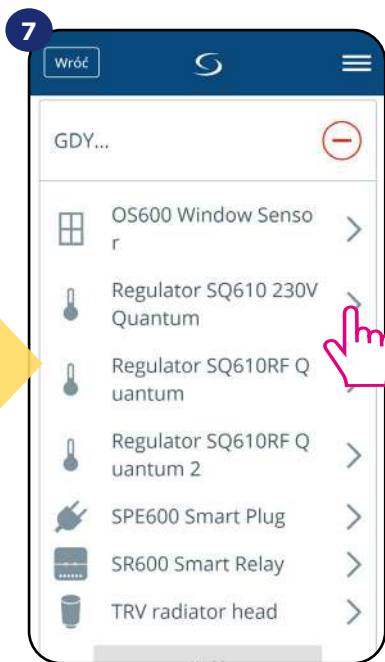 7
Wróć
GDY...
OS600 Window Senso
r
Regulator SQ610 230V
Quantum
Regulator SQ610RF Q
uantum
Regulator SQ610RF Q
uantum 2
SPE600 Smart Plug
SR600 Smart Relay
TRV radiator head